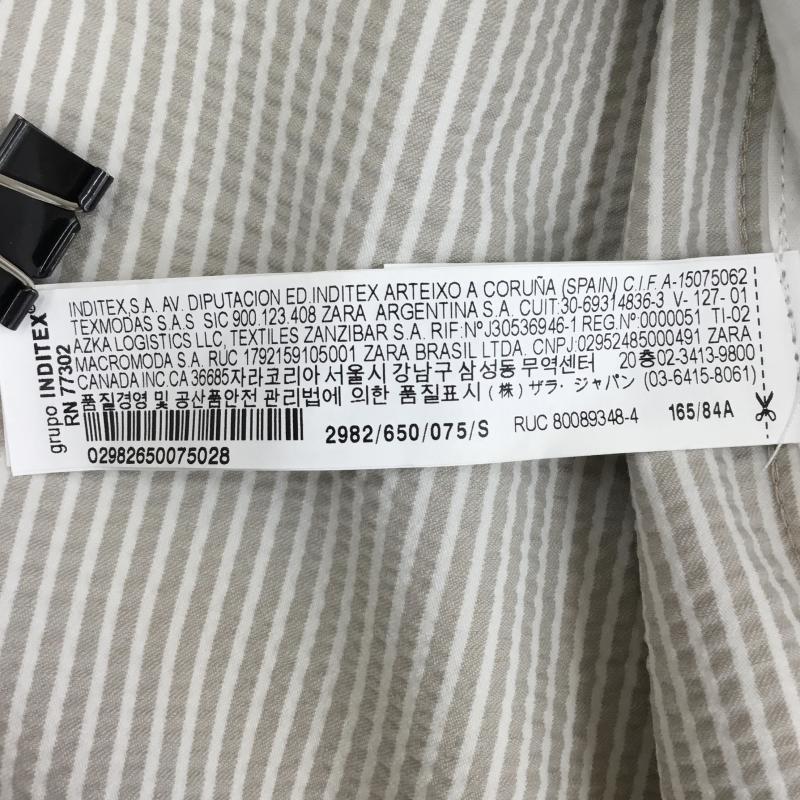 grupo INDITEX®
RN 77302
INDITEX,S.A. AV. DIPUTACION ED.INDITEX ARTEIXO A CORUÑA (SPAIN) C.I.F. A-15075062
TEXMODAS S.A.S SIC 900.123.408 ZARA ARGENTINA S.A. CUIT:30-69314836-3 V- 127- 01
AZKA LOGISTICS LLC, TEXTILES ZANZIBAR S.A. RIF:NºJ30536946-1 REG.Nº:0000051 TI-02
MACROMODA S.A. RUC 1792159105001 ZARA BRASIL LTDA. CNPJ:02952485000491 ZARA
CANADA INC.CA 36685자라코리아 서울시 강남구 삼성동 무역센터 20층02-3413-9800
품질경영 및 공산품안전 관리법에 의한 품질표시 (株) ザラ・ジャパン (03-6415-8061)
2982/650/075/S RUC 80089348-4 165/84A
02982650075028